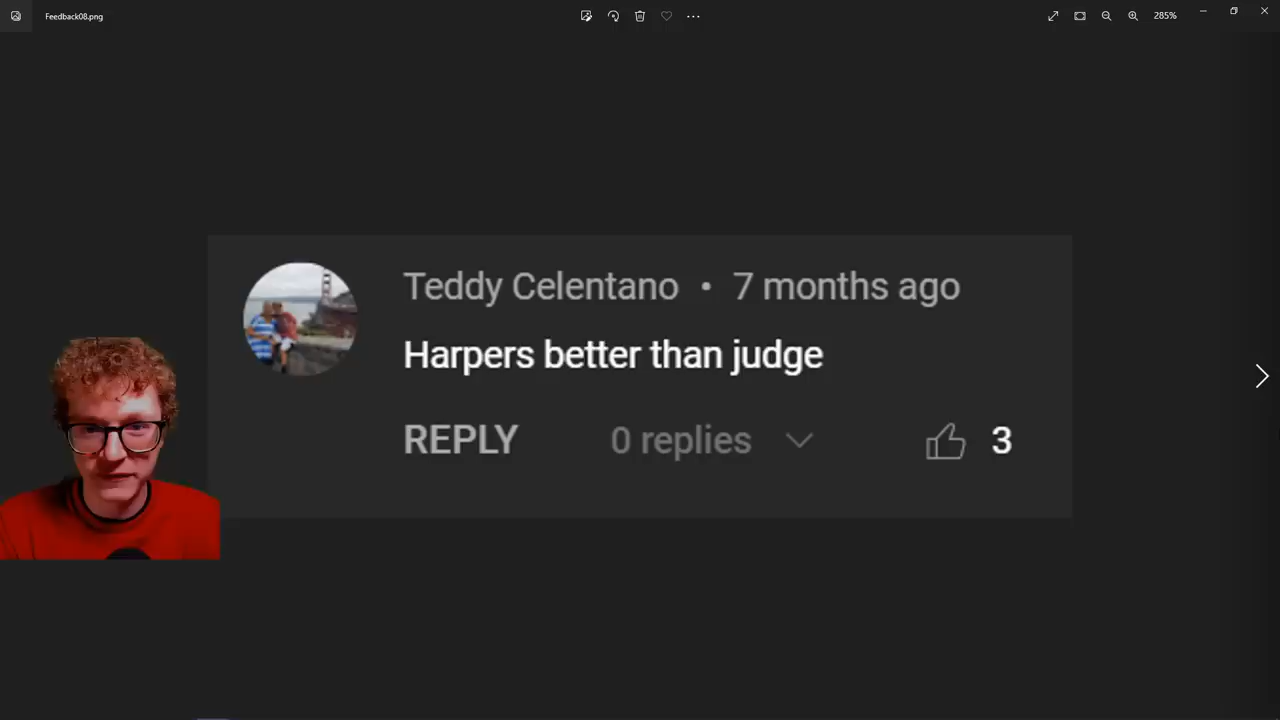 Feedback08.png
285%
Teddy Celentano • 7 months ago
Harpers better than judge
REPLY 0 replies 3